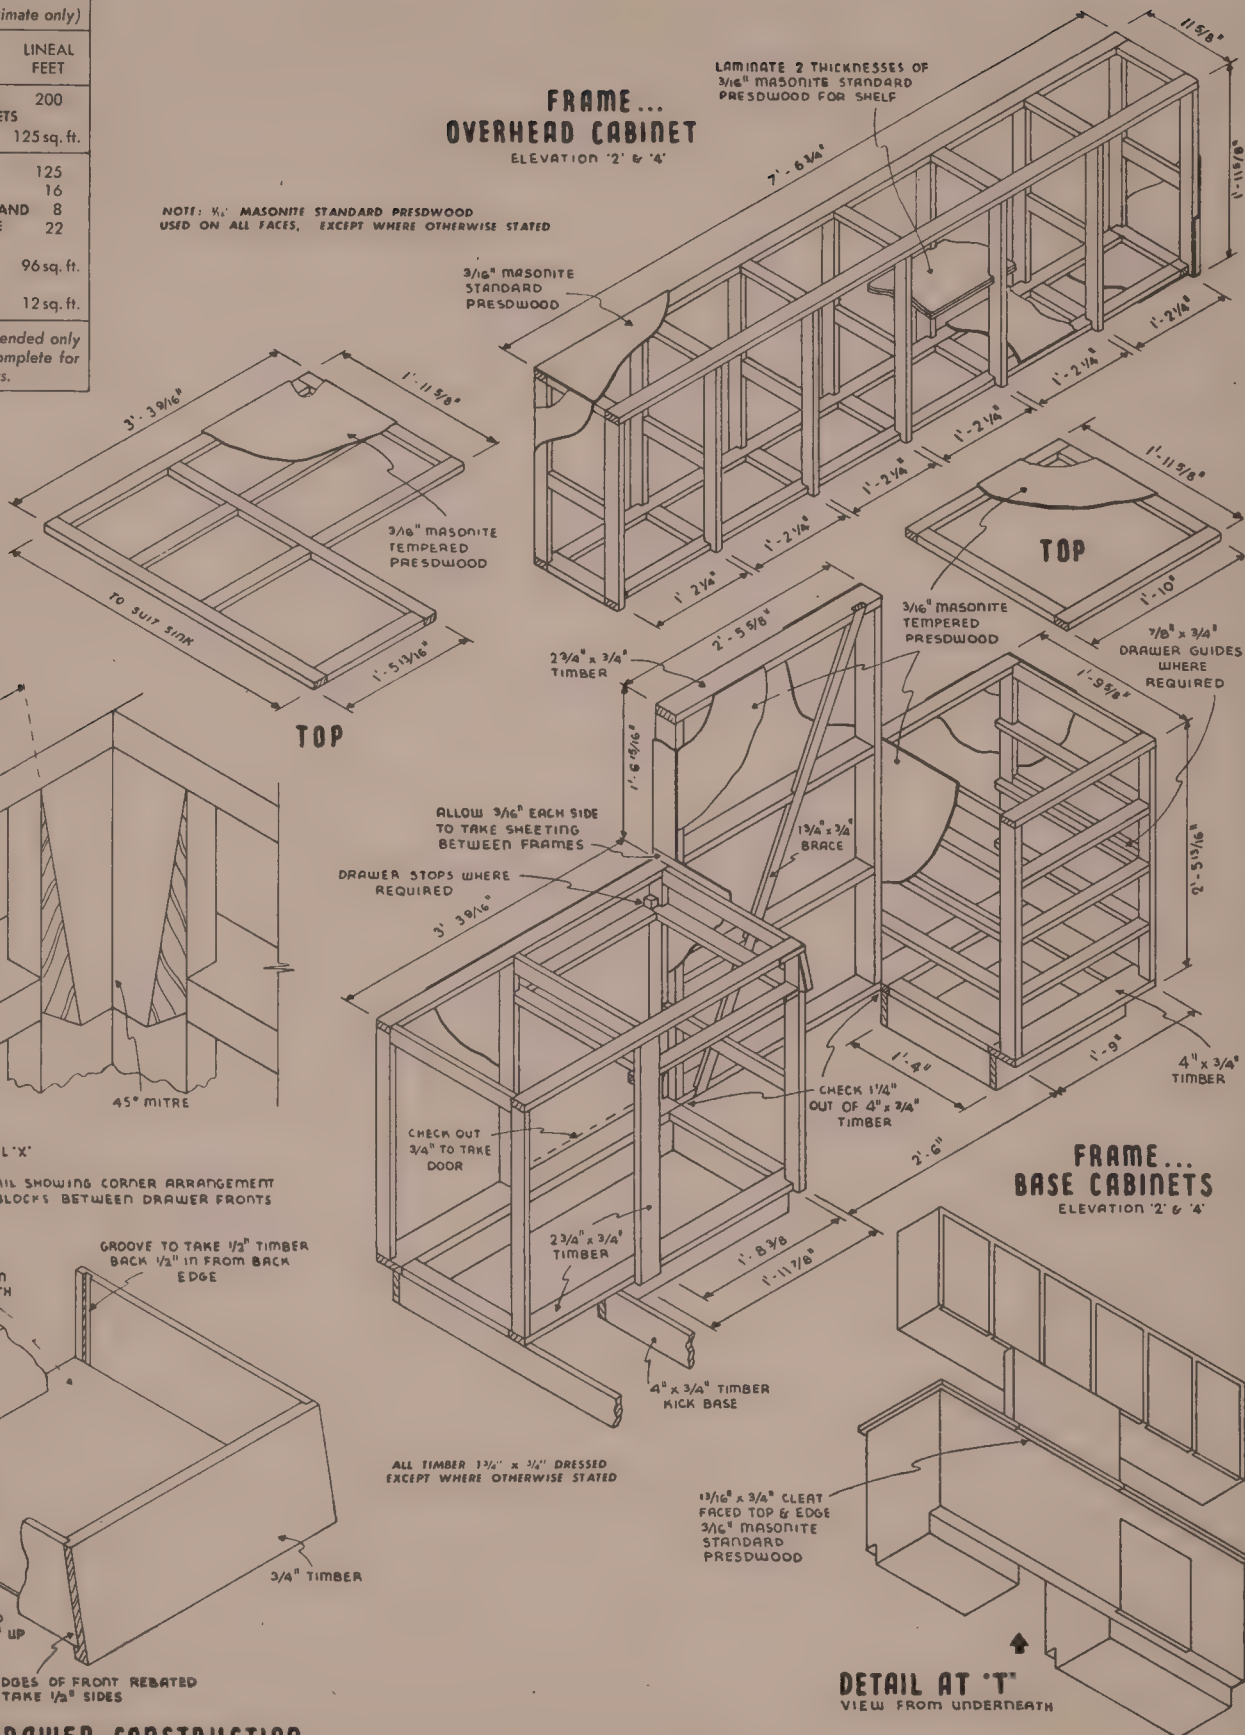 imate only)
LINEAL
FEET
200
ETS
125 sq. ft.
125
16
AND 8
E 22
96 sq. ft.
12 sq. ft.
ended only
omplete for
s.
FRAME...
OVERHEAD CABINET
ELEVATION '2' & '4'
NOTE: 3/16" MASONITE STANDARD PRESDWOOD
USED ON ALL FACES, EXCEPT WHERE OTHERWISE STATED
LAMINATE 2 THICKNESSES OF
3/16" MASONITE STANDARD
PRESDWOOD FOR SHELF
11 5/8"
7'- 6 3/4"
1'- 11 5/8"
3/16" MASONITE
STANDARD
PRESDWOOD
1'- 2 1/4"
1'- 2 1/4"
1'- 2 1/4"
1'- 2 1/4"
1'- 2 1/4"
1' 2 1/4"
3'- 3 9/16"
1'- 11 5/8"
3/16" MASONITE
TEMPERED
PRESDWOOD
TO SUIT SINK
1'- 5 13/16"
TOP
1'- 11 5/8"
TOP
1'- 10"
3/16" MASONITE
TEMPERED
PRESDWOOD
7/8" x 3/4"
DRAWER GUIDES
WHERE
REQUIRED
2'- 5 5/8"
2 3/4" x 3/4"
TIMBER
1'- 6 15/16"
1'- 9 5/8"
2'- 5 13/16"
1 3/4" x 3/4"
BRACE
ALLOW 3/16" EACH SIDE
TO TAKE SHEETING
BETWEEN FRAMES
DRAWER STOPS WHERE
REQUIRED
3' 3 9/16"
1'-4"
1'-9"
4" x 3/4"
TIMBER
CHECK 1 1/4"
OUT OF 4" x 3/4"
TIMBER
2'-6"
CHECK OUT
3/4" TO TAKE
DOOR
2 3/4" x 3/4"
TIMBER
1'- 8 3/8
1'- 11 7/8"
4" x 3/4" TIMBER
KICK BASE
FRAME...
BASE CABINETS
ELEVATION '2' & '4'
45° MITRE
L 'X'
AIL SHOWING CORNER ARRANGEMENT
BLOCKS BETWEEN DRAWER FRONTS
GROOVE TO TAKE 1/2" TIMBER
BACK 1/2" IN FROM BACK
EDGE
TH
3/4" TIMBER
UP
DGES OF FRONT REBATED
TAKE 1/2" SIDES
DRAWER CONSTRUCTION
ALL TIMBER 1 3/4" x 3/4" DRESSED
EXCEPT WHERE OTHERWISE STATED
13/16" x 3/4" CLEAT
FACED TOP & EDGE
3/16" MASONITE
STANDARD
PRESDWOOD
DETAIL AT 'T'
VIEW FROM UNDERNEATH